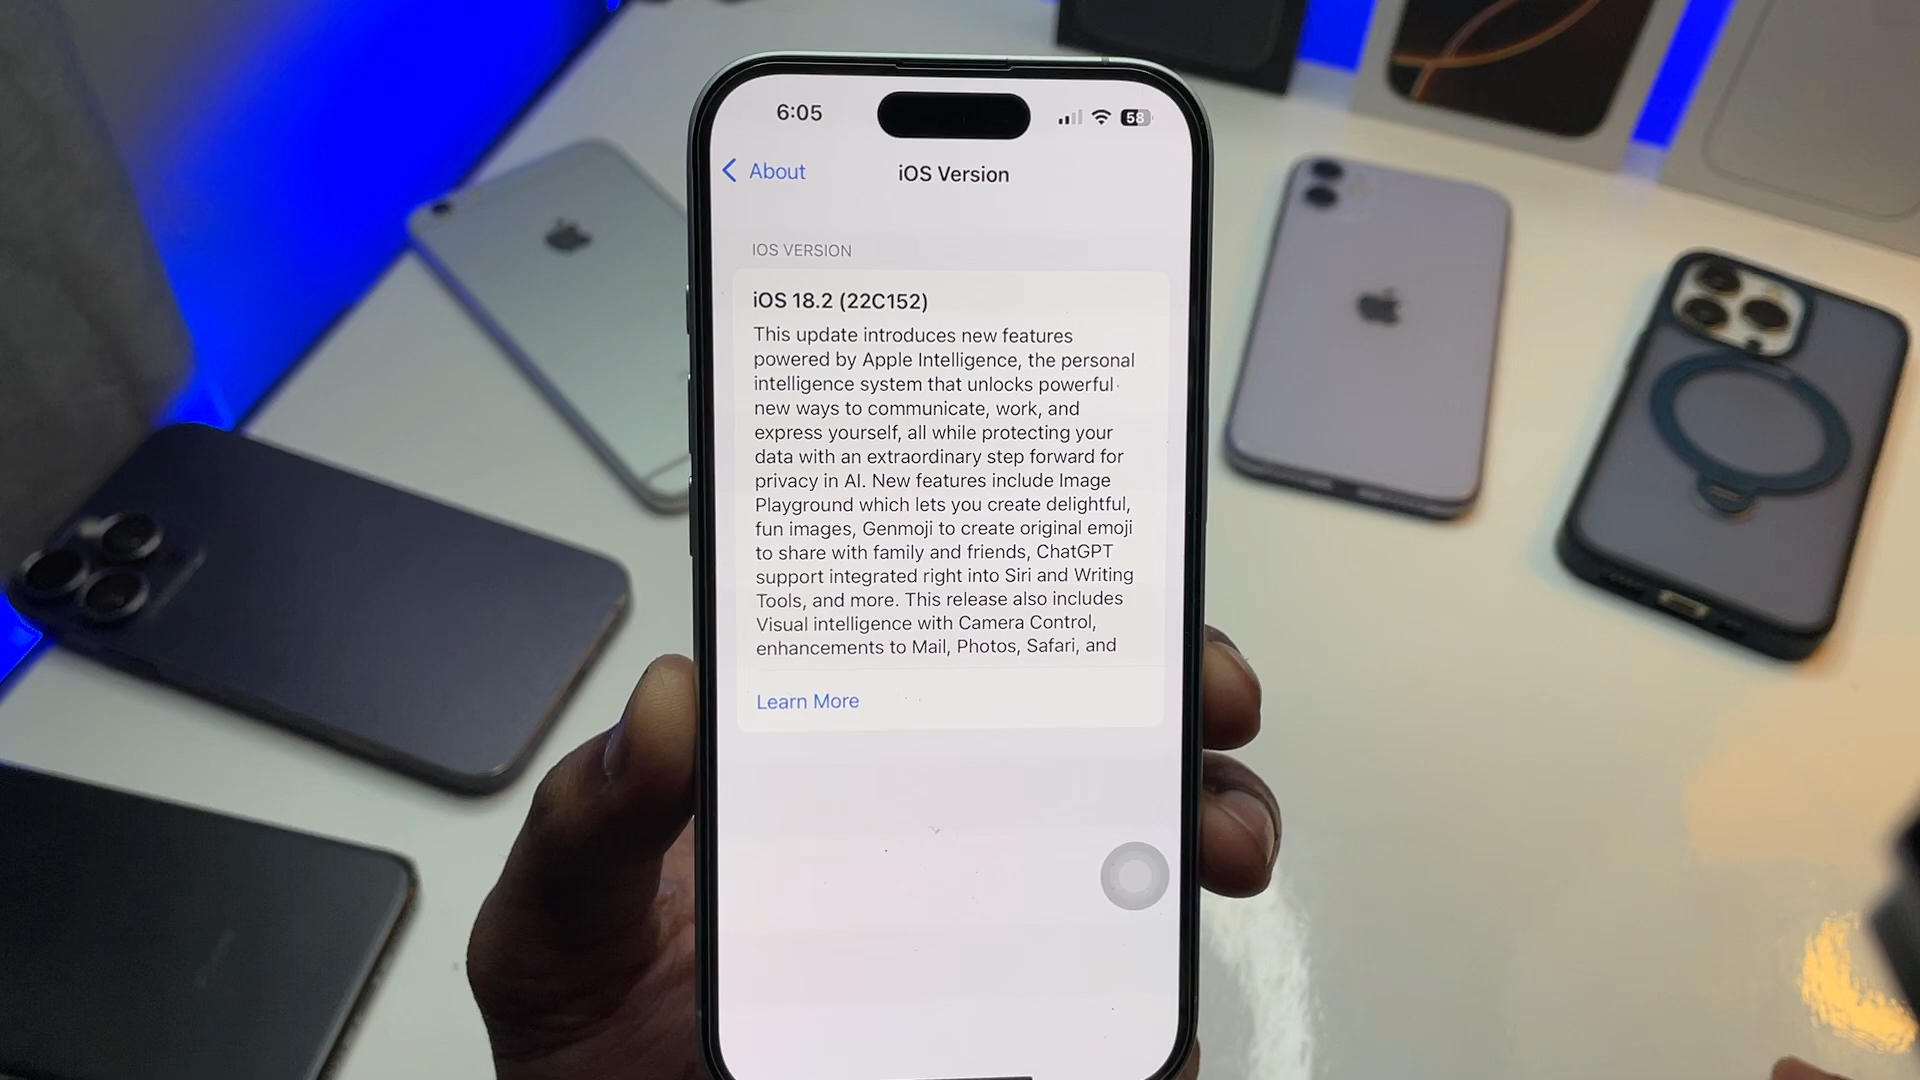 6:05
58
About
iOS Version
IOS VERSION
iOS 18.2 (22C152)
This update introduces new features
powered by Apple Intelligence, the personal
intelligence system that unlocks powerful
new ways to communicate, work, and
express yourself, all while protecting your
data with an extraordinary step forward for
privacy in AI. New features include Image
Playground which lets you create delightful,
fun images, Genmoji to create original emoji
to share with family and friends, ChatGPT
support integrated right into Siri and Writing
Tools, and more. This release also includes
Visual intelligence with Camera Control,
enhancements to Mail, Photos, Safari, and
Learn More